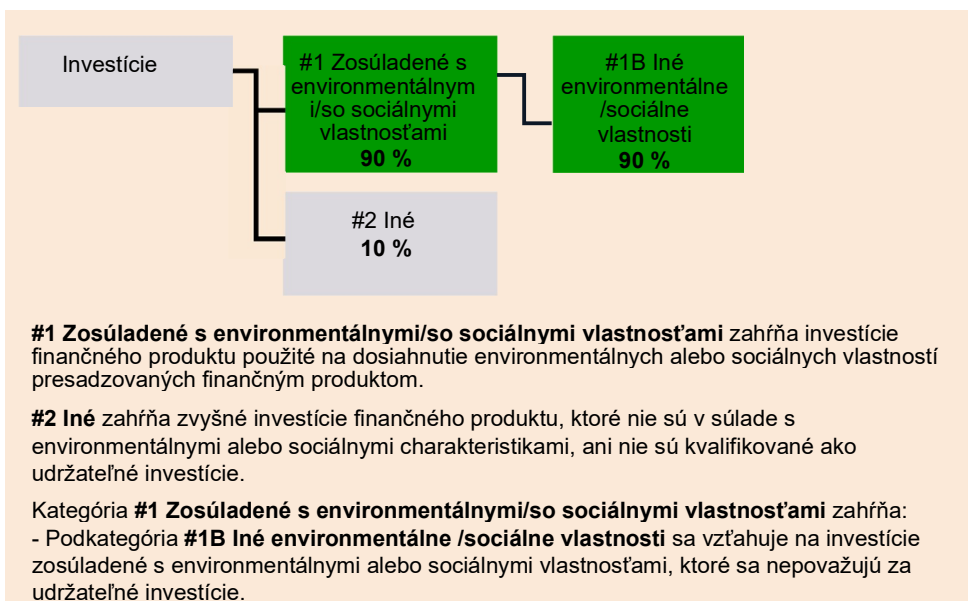 Investície
#1 Zosúladené s
environmentálnym
i/so sociálnymi
vlastnosťami
90 %
#1B Iné
environmentálne
/sociálne
vlastnosti
90 %
#2 Iné
10 %
#1 Zosúladené s environmentálnymi/so sociálnymi vlastnosťami zahŕňa investície
finančného produktu použité na dosiahnutie environmentálnych alebo sociálnych vlastností
presadzovaných finančným produktom.
#2 Iné zahŕňa zvyšné investície finančného produktu, ktoré nie sú v súlade s
environmentálnymi alebo sociálnymi charakteristikami, ani nie sú kvalifikované ako
udržateľné investície.
Kategória #1 Zosúladené s environmentálnymi/so sociálnymi vlastnosťami zahŕňa:
- Podkategória #1B Iné environmentálne /sociálne vlastnosti sa vzťahuje na investície
zosúladené s environmentálnymi alebo sociálnymi vlastnosťami, ktoré sa nepovažujú za
udržateľné investície.